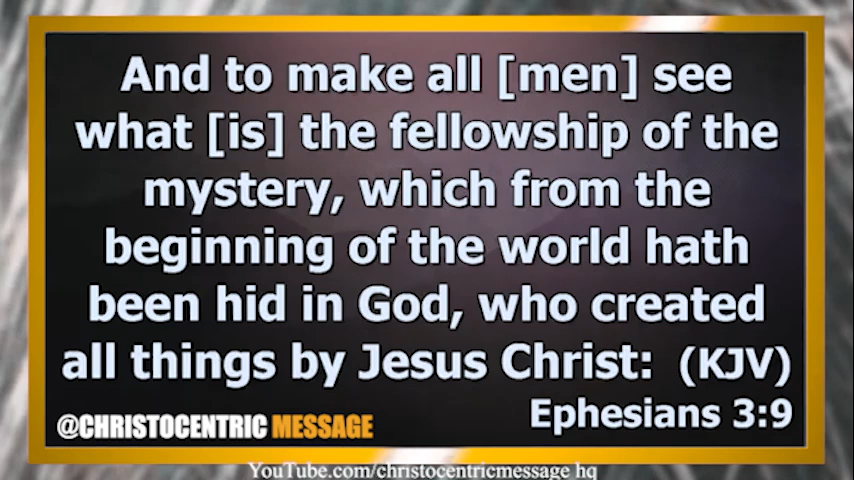 And to make all [men] see
what [is] the fellowship of the
mystery, which from the
beginning of the world hath
been hid in God, who created
all things by Jesus Christ: (KJV)
Ephesians 3:9
@CHRISTOCENTRIC MESSAGE
YouTube.com/christocentricmessage hq